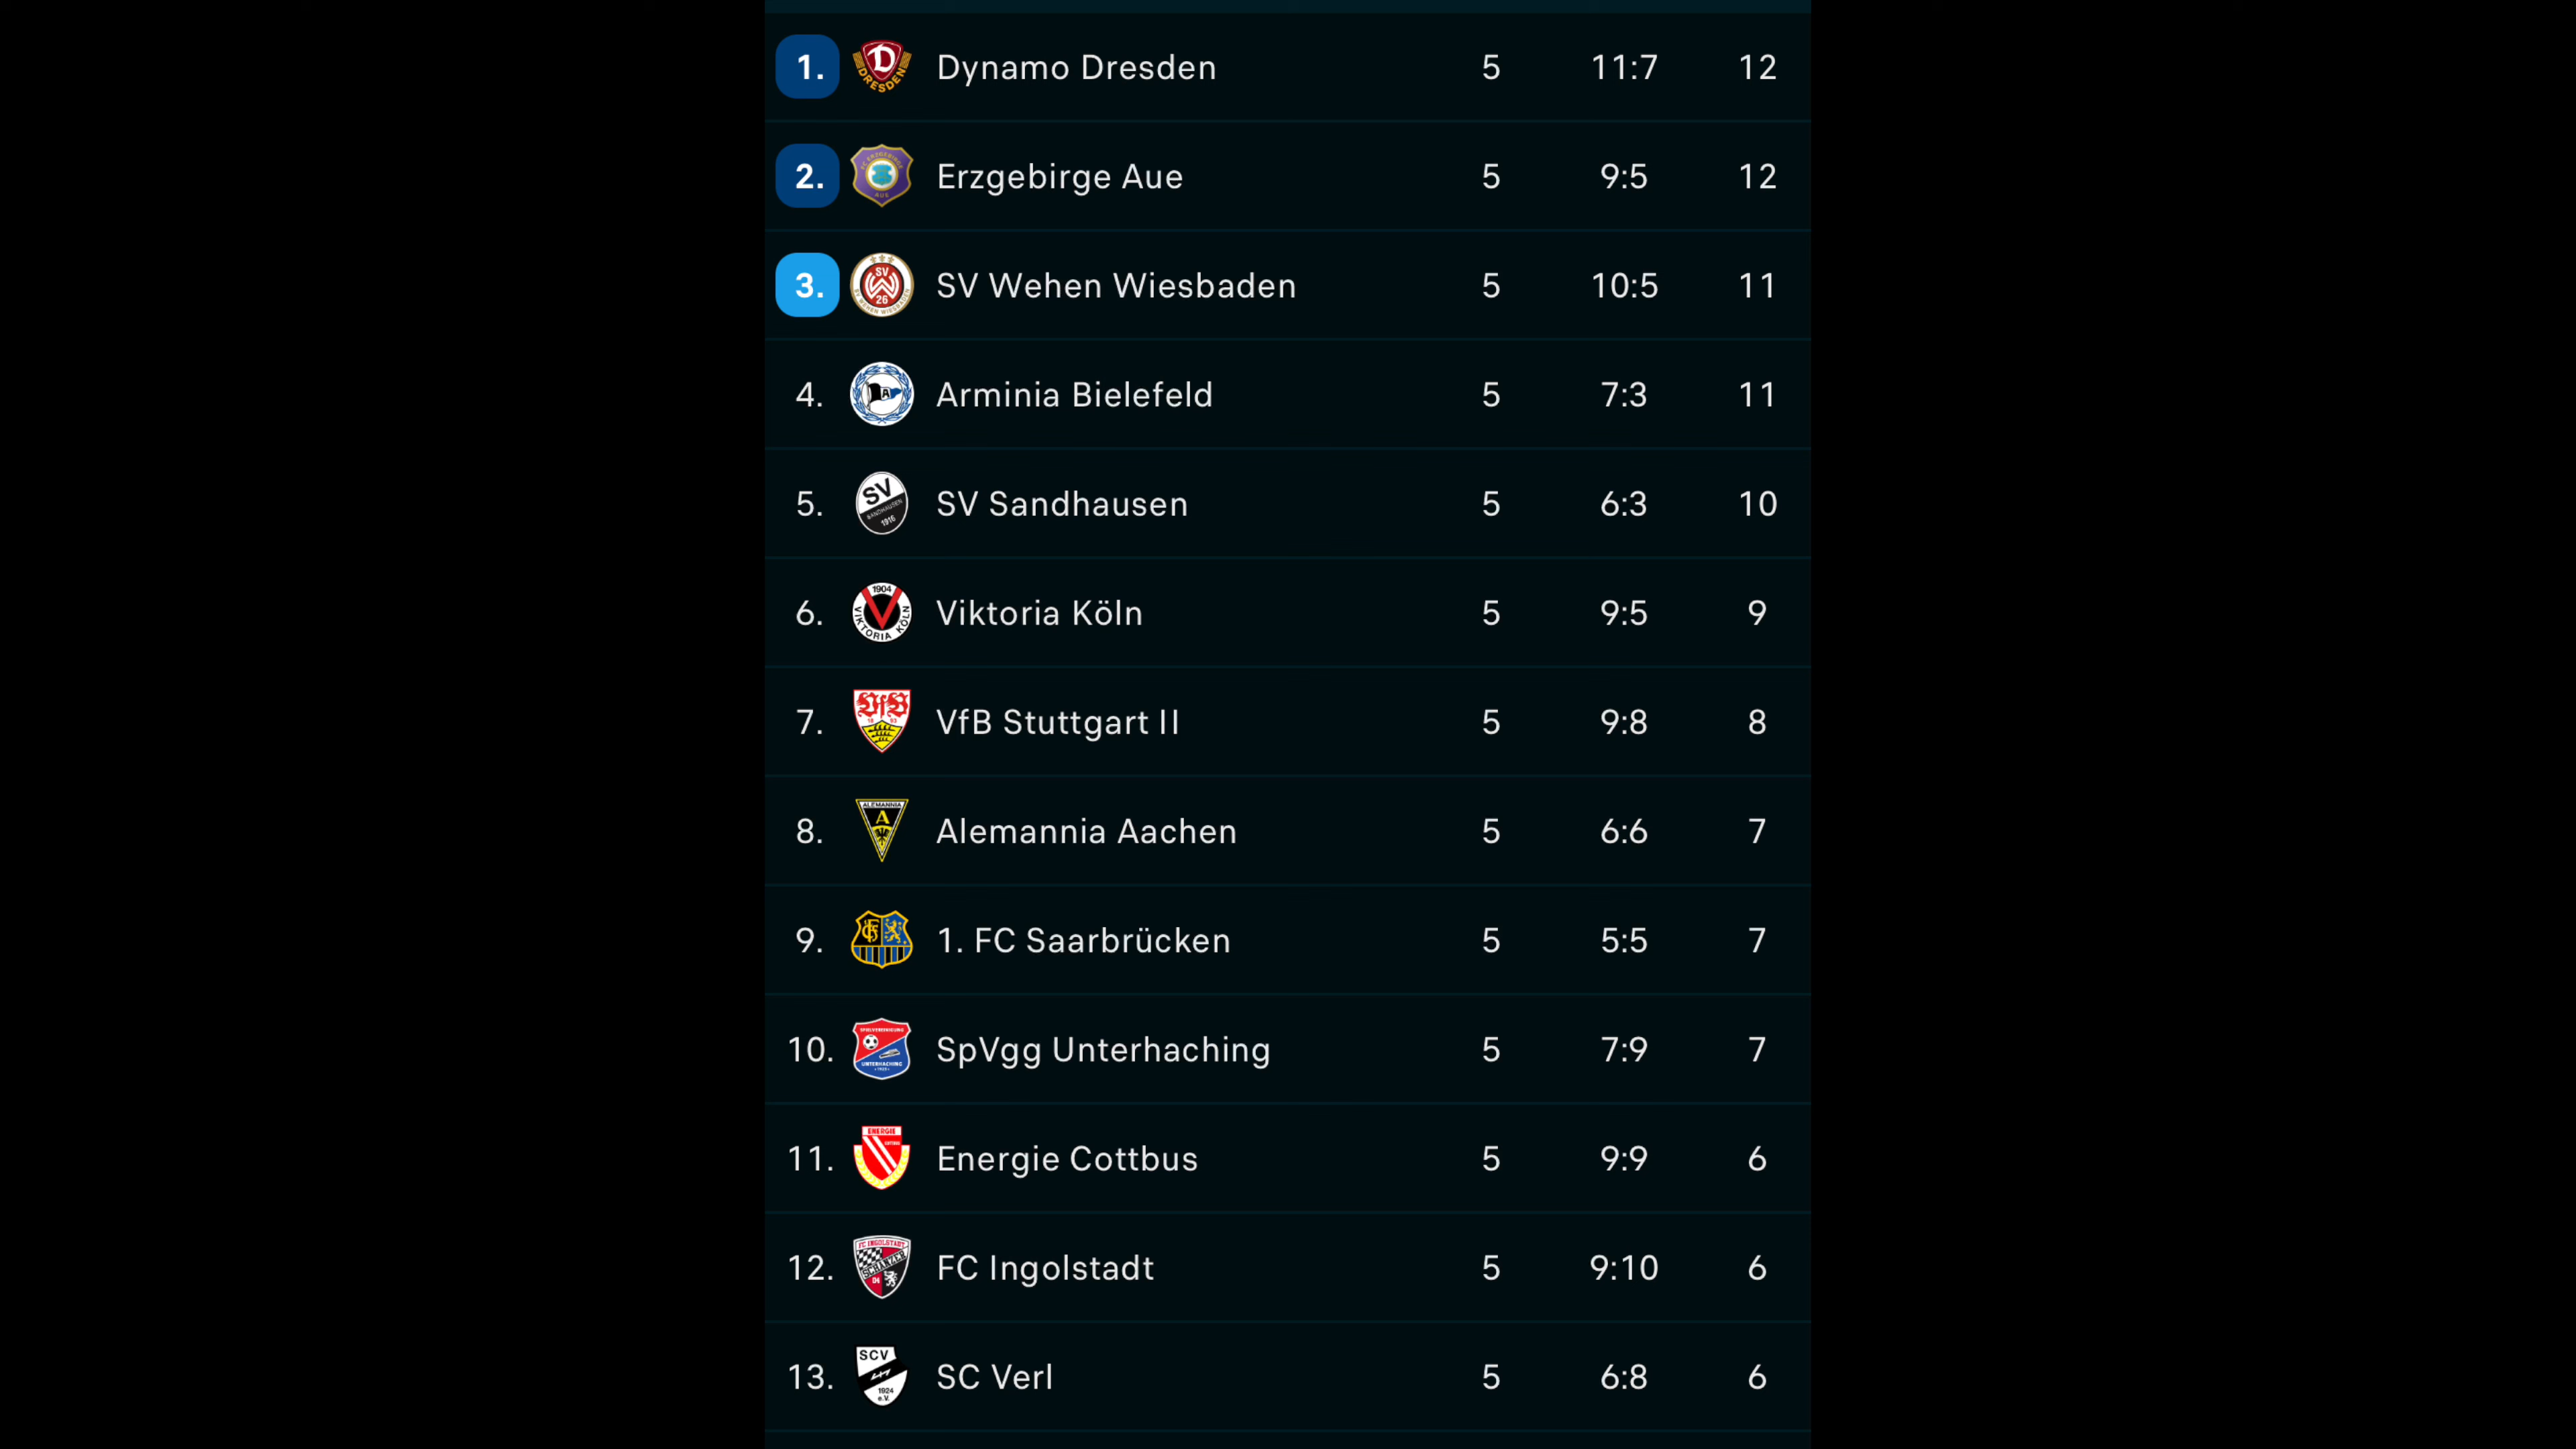 1. Dynamo Dresden 5 11:7 12
2. Erzgebirge Aue 5 9:5 12
3. SV Wehen Wiesbaden 5 10:5 11
4. Arminia Bielefeld 5 7:3 11
5. SV Sandhausen 5 6:3 10
6. Viktoria Köln 5 9:5 9
7. VfB Stuttgart II 5 9:8 8
8. Alemannia Aachen 5 6:6 7
9. 1. FC Saarbrücken 5 5:5 7
10. SpVgg Unterhaching 5 7:9 7
11. Energie Cottbus 5 9:9 6
12. FC Ingolstadt 5 9:10 6
13. SC Verl 5 6:8 6